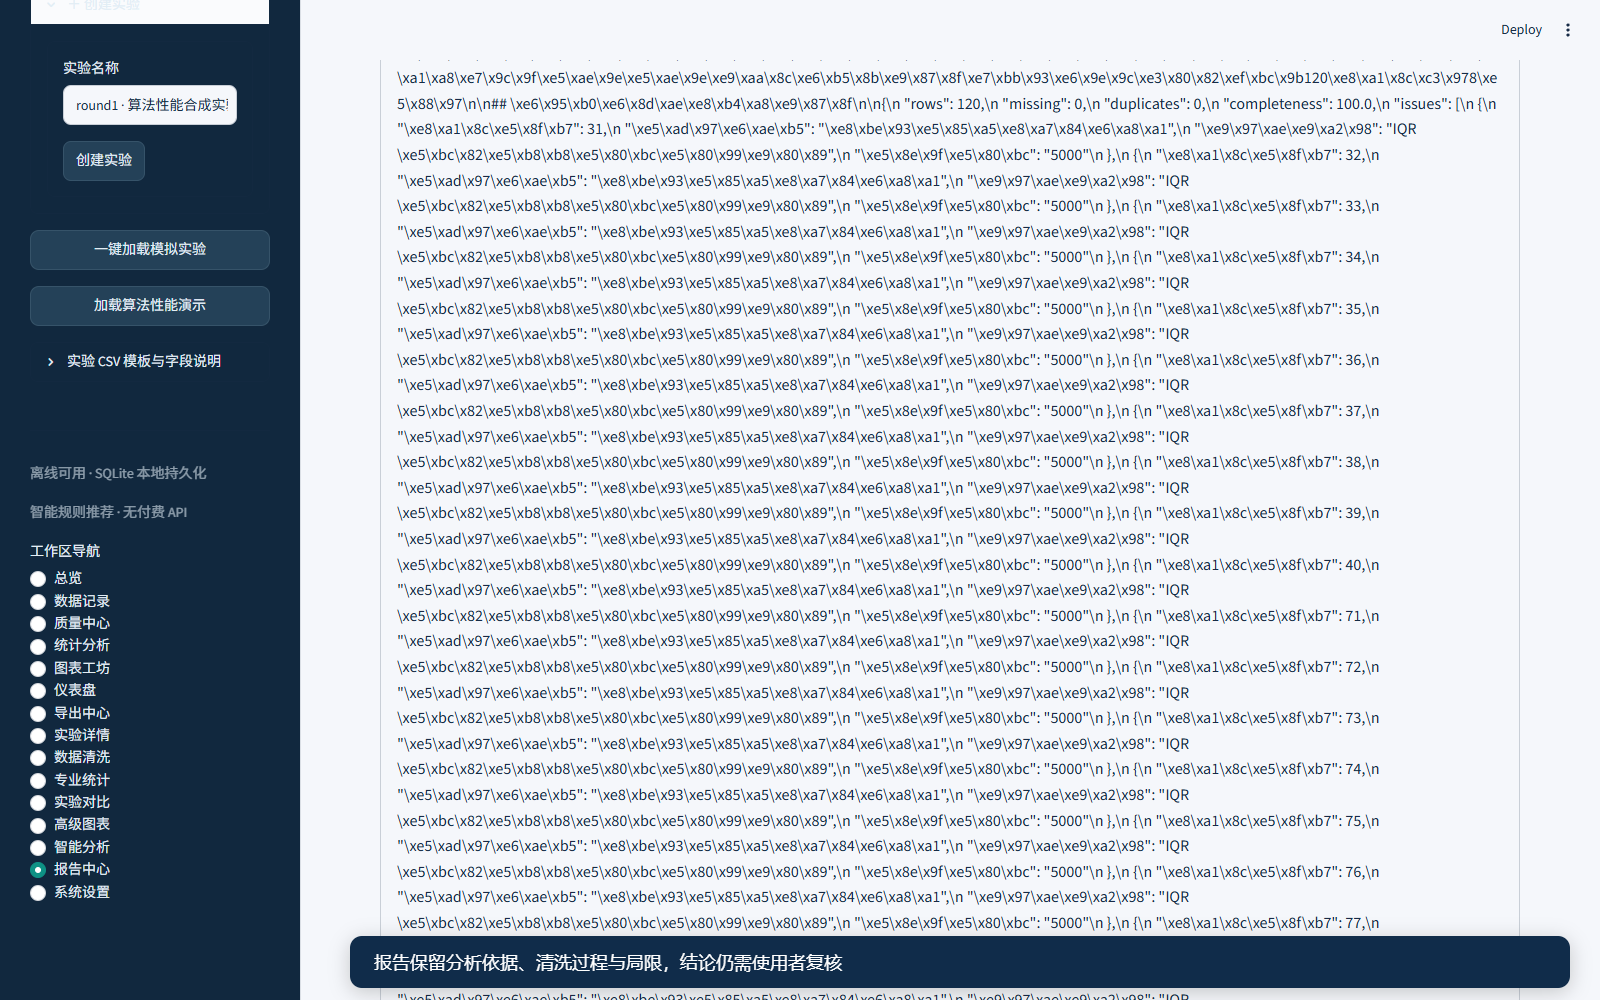 + 创建实验
实验名称
round1 · 算法性能合成实
创建实验
一键加载模拟实验
加载算法性能演示
实验 CSV 模板与字段说明
离线可用 · SQLite 本地持久化
智能规则推荐 · 无付费 API
工作区导航
总览
数据记录
质量中心
统计分析
图表工坊
仪表盘
导出中心
实验详情
数据清洗
专业统计
实验对比
高级图表
智能分析
报告中心
系统设置
Deploy
\xa1\xa8\xe7\x9c\x9f\xe5\xae\x9e\xe5\xae\x9e\xe9\xaa\x8c\xe6\xb5\x8b\xe9\x87\x8f\xe7\xbb\x93\xe6\x9e\x9c\xe3\x80\x82\xef\xbc\x9b120\xe8\xa1\x8c\xc3\x978\xe
5\x88\x97\n\n## \xe6\x95\xb0\xe6\x8d\xae\xe8\xb4\xa8\xe9\x87\x8f\n\n{\n "rows": 120,\n "missing": 0,\n "duplicates": 0,\n "completeness": 100.0,\n "issues": [\n {\n
"\xe8\xa1\x8c\xe5\x8f\xb7": 31,\n "\xe5\xad\x97\xe6\xae\xb5": "\xe8\xbe\x93\xe5\x85\xa5\xe8\xa7\x84\xe6\xa8\xa1",\n "\xe9\x97\xae\xe9\xa2\x98": "IQR
\xe5\xbc\x82\xe5\xb8\xb8\xe5\x80\xbc\xe5\x80\x99\xe9\x80\x89",\n "\xe5\x8e\x9f\xe5\x80\xbc": "5000"\n },\n {\n "\xe8\xa1\x8c\xe5\x8f\xb7": 32,\n
"\xe5\xad\x97\xe6\xae\xb5": "\xe8\xbe\x93\xe5\x85\xa5\xe8\xa7\x84\xe6\xa8\xa1",\n "\xe9\x97\xae\xe9\xa2\x98": "IQR
\xe5\xbc\x82\xe5\xb8\xb8\xe5\x80\xbc\xe5\x80\x99\xe9\x80\x89",\n "\xe5\x8e\x9f\xe5\x80\xbc": "5000"\n },\n {\n "\xe8\xa1\x8c\xe5\x8f\xb7": 33,\n
"\xe5\xad\x97\xe6\xae\xb5": "\xe8\xbe\x93\xe5\x85\xa5\xe8\xa7\x84\xe6\xa8\xa1",\n "\xe9\x97\xae\xe9\xa2\x98": "IQR
\xe5\xbc\x82\xe5\xb8\xb8\xe5\x80\xbc\xe5\x80\x99\xe9\x80\x89",\n "\xe5\x8e\x9f\xe5\x80\xbc": "5000"\n },\n {\n "\xe8\xa1\x8c\xe5\x8f\xb7": 34,\n
"\xe5\xad\x97\xe6\xae\xb5": "\xe8\xbe\x93\xe5\x85\xa5\xe8\xa7\x84\xe6\xa8\xa1",\n "\xe9\x97\xae\xe9\xa2\x98": "IQR
\xe5\xbc\x82\xe5\xb8\xb8\xe5\x80\xbc\xe5\x80\x99\xe9\x80\x89",\n "\xe5\x8e\x9f\xe5\x80\xbc": "5000"\n },\n {\n "\xe8\xa1\x8c\xe5\x8f\xb7": 35,\n
"\xe5\xad\x97\xe6\xae\xb5": "\xe8\xbe\x93\xe5\x85\xa5\xe8\xa7\x84\xe6\xa8\xa1",\n "\xe9\x97\xae\xe9\xa2\x98": "IQR
\xe5\xbc\x82\xe5\xb8\xb8\xe5\x80\xbc\xe5\x80\x99\xe9\x80\x89",\n "\xe5\x8e\x9f\xe5\x80\xbc": "5000"\n },\n {\n "\xe8\xa1\x8c\xe5\x8f\xb7": 36,\n
"\xe5\xad\x97\xe6\xae\xb5": "\xe8\xbe\x93\xe5\x85\xa5\xe8\xa7\x84\xe6\xa8\xa1",\n "\xe9\x97\xae\xe9\xa2\x98": "IQR
\xe5\xbc\x82\xe5\xb8\xb8\xe5\x80\xbc\xe5\x80\x99\xe9\x80\x89",\n "\xe5\x8e\x9f\xe5\x80\xbc": "5000"\n },\n {\n "\xe8\xa1\x8c\xe5\x8f\xb7": 37,\n
"\xe5\xad\x97\xe6\xae\xb5": "\xe8\xbe\x93\xe5\x85\xa5\xe8\xa7\x84\xe6\xa8\xa1",\n "\xe9\x97\xae\xe9\xa2\x98": "IQR
\xe5\xbc\x82\xe5\xb8\xb8\xe5\x80\xbc\xe5\x80\x99\xe9\x80\x89",\n "\xe5\x8e\x9f\xe5\x80\xbc": "5000"\n },\n {\n "\xe8\xa1\x8c\xe5\x8f\xb7": 38,\n
"\xe5\xad\x97\xe6\xae\xb5": "\xe8\xbe\x93\xe5\x85\xa5\xe8\xa7\x84\xe6\xa8\xa1",\n "\xe9\x97\xae\xe9\xa2\x98": "IQR
\xe5\xbc\x82\xe5\xb8\xb8\xe5\x80\xbc\xe5\x80\x99\xe9\x80\x89",\n "\xe5\x8e\x9f\xe5\x80\xbc": "5000"\n },\n {\n "\xe8\xa1\x8c\xe5\x8f\xb7": 39,\n
"\xe5\xad\x97\xe6\xae\xb5": "\xe8\xbe\x93\xe5\x85\xa5\xe8\xa7\x84\xe6\xa8\xa1",\n "\xe9\x97\xae\xe9\xa2\x98": "IQR
\xe5\xbc\x82\xe5\xb8\xb8\xe5\x80\xbc\xe5\x80\x99\xe9\x80\x89",\n "\xe5\x8e\x9f\xe5\x80\xbc": "5000"\n },\n {\n "\xe8\xa1\x8c\xe5\x8f\xb7": 40,\n
"\xe5\xad\x97\xe6\xae\xb5": "\xe8\xbe\x93\xe5\x85\xa5\xe8\xa7\x84\xe6\xa8\xa1",\n "\xe9\x97\xae\xe9\xa2\x98": "IQR
\xe5\xbc\x82\xe5\xb8\xb8\xe5\x80\xbc\xe5\x80\x99\xe9\x80\x89",\n "\xe5\x8e\x9f\xe5\x80\xbc": "5000"\n },\n {\n "\xe8\xa1\x8c\xe5\x8f\xb7": 71,\n
"\xe5\xad\x97\xe6\xae\xb5": "\xe8\xbe\x93\xe5\x85\xa5\xe8\xa7\x84\xe6\xa8\xa1",\n "\xe9\x97\xae\xe9\xa2\x98": "IQR
\xe5\xbc\x82\xe5\xb8\xb8\xe5\x80\xbc\xe5\x80\x99\xe9\x80\x89",\n "\xe5\x8e\x9f\xe5\x80\xbc": "5000"\n },\n {\n "\xe8\xa1\x8c\xe5\x8f\xb7": 72,\n
"\xe5\xad\x97\xe6\xae\xb5": "\xe8\xbe\x93\xe5\x85\xa5\xe8\xa7\x84\xe6\xa8\xa1",\n "\xe9\x97\xae\xe9\xa2\x98": "IQR
\xe5\xbc\x82\xe5\xb8\xb8\xe5\x80\xbc\xe5\x80\x99\xe9\x80\x89",\n "\xe5\x8e\x9f\xe5\x80\xbc": "5000"\n },\n {\n "\xe8\xa1\x8c\xe5\x8f\xb7": 73,\n
"\xe5\xad\x97\xe6\xae\xb5": "\xe8\xbe\x93\xe5\x85\xa5\xe8\xa7\x84\xe6\xa8\xa1",\n "\xe9\x97\xae\xe9\xa2\x98": "IQR
\xe5\xbc\x82\xe5\xb8\xb8\xe5\x80\xbc\xe5\x80\x99\xe9\x80\x89",\n "\xe5\x8e\x9f\xe5\x80\xbc": "5000"\n },\n {\n "\xe8\xa1\x8c\xe5\x8f\xb7": 74,\n
"\xe5\xad\x97\xe6\xae\xb5": "\xe8\xbe\x93\xe5\x85\xa5\xe8\xa7\x84\xe6\xa8\xa1",\n "\xe9\x97\xae\xe9\xa2\x98": "IQR
\xe5\xbc\x82\xe5\xb8\xb8\xe5\x80\xbc\xe5\x80\x99\xe9\x80\x89",\n "\xe5\x8e\x9f\xe5\x80\xbc": "5000"\n },\n {\n "\xe8\xa1\x8c\xe5\x8f\xb7": 75,\n
"\xe5\xad\x97\xe6\xae\xb5": "\xe8\xbe\x93\xe5\x85\xa5\xe8\xa7\x84\xe6\xa8\xa1",\n "\xe9\x97\xae\xe9\xa2\x98": "IQR
\xe5\xbc\x82\xe5\xb8\xb8\xe5\x80\xbc\xe5\x80\x99\xe9\x80\x89",\n "\xe5\x8e\x9f\xe5\x80\xbc": "5000"\n },\n {\n "\xe8\xa1\x8c\xe5\x8f\xb7": 76,\n
"\xe5\xad\x97\xe6\xae\xb5": "\xe8\xbe\x93\xe5\x85\xa5\xe8\xa7\x84\xe6\xa8\xa1",\n "\xe9\x97\xae\xe9\xa2\x98": "IQR
\xe5\xbc\x82\xe5\xb8\xb8\xe5\x80\xbc\xe5\x80\x99\xe9\x80\x89",\n "\xe5\x8e\x9f\xe5\x80\xbc": "5000"\n },\n {\n "\xe8\xa1\x8c\xe5\x8f\xb7": 77,\n
报告保留分析依据、清洗过程与局限，结论仍需使用者复核
"\xe5\xad\x97\xe6\xae\xb5": "\xe8\xbe\x93\xe5\x85\xa5\xe8\xa7\x84\xe6\xa8\xa1",\n "\xe9\x97\xae\xe9\xa2\x98": "IQR